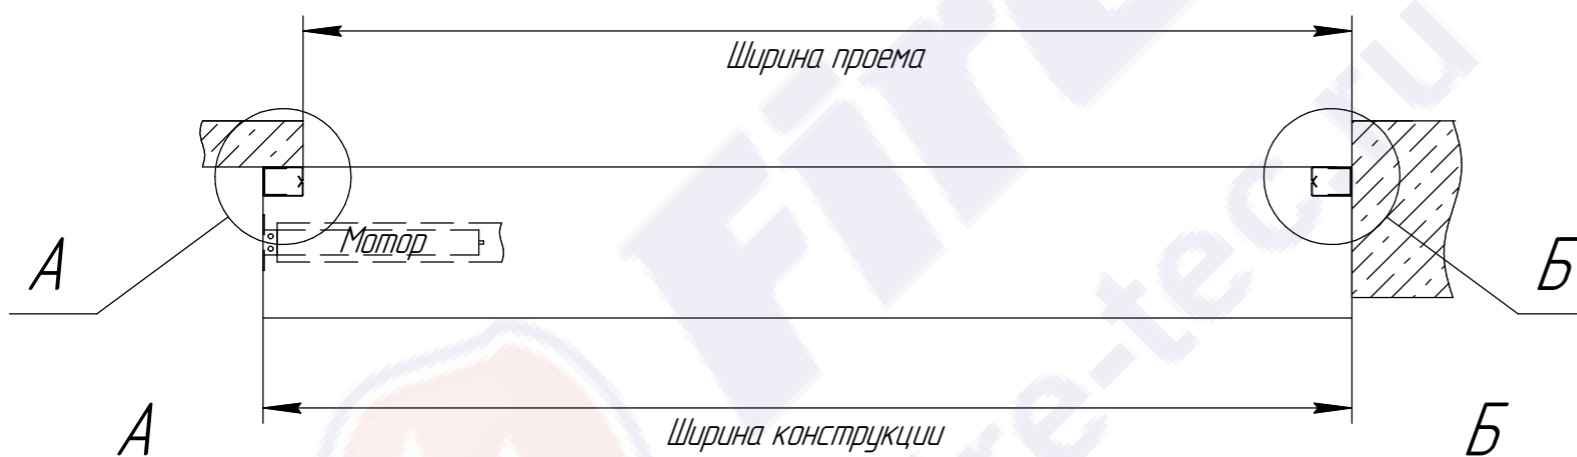 Ширина проема
Мотор
А
Б
Ширина конструкции
А
Б